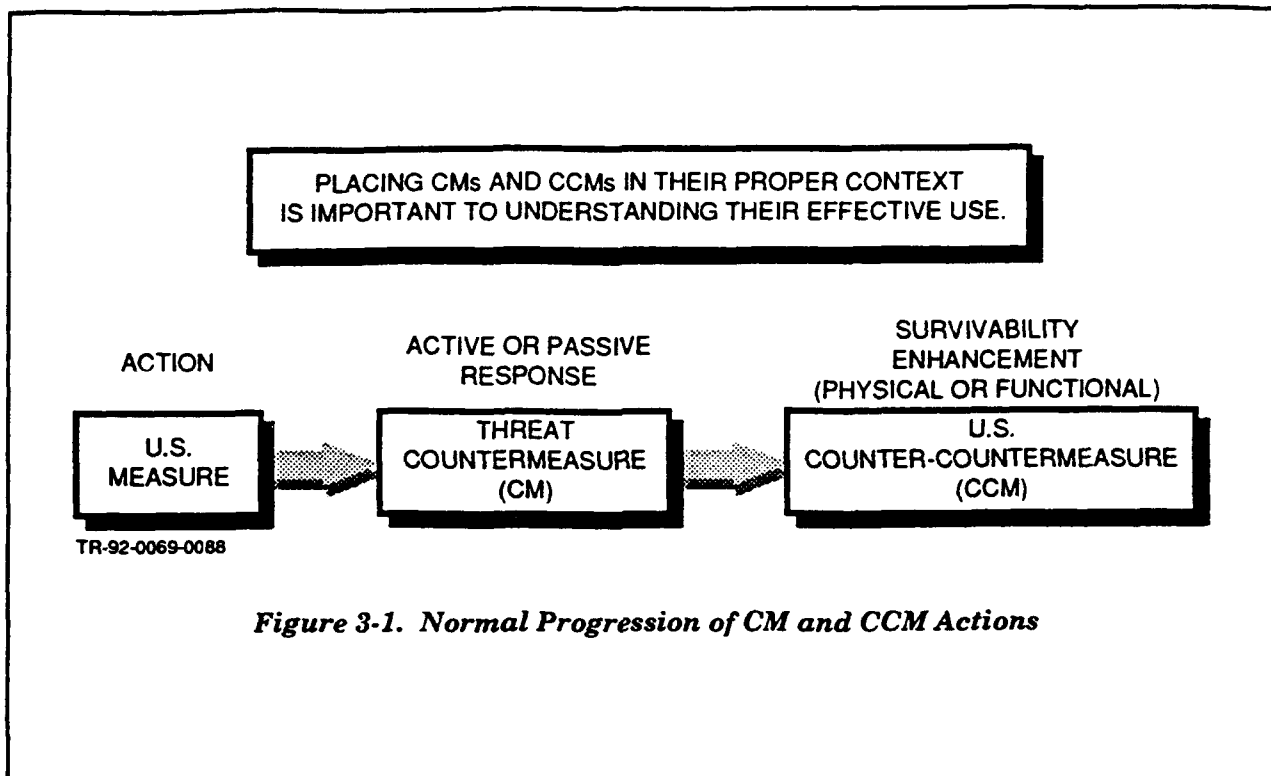 PLACING CMs AND CCMs IN THEIR PROPER CONTEXT
IS IMPORTANT TO UNDERSTANDING THEIR EFFECTIVE USE.
ACTION
U.S.
MEASURE
TR-92-0069-0088
ACTIVE OR PASSIVE
RESPONSE
THREAT
COUNTERMEASURE
(CM)
SURVIVABILITY
ENHANCEMENT
(PHYSICAL OR FUNCTIONAL)
U.S.
COUNTER-COUNTERMEASURE
(CCM)
Figure 3-1. Normal Progression of CM and CCM Actions